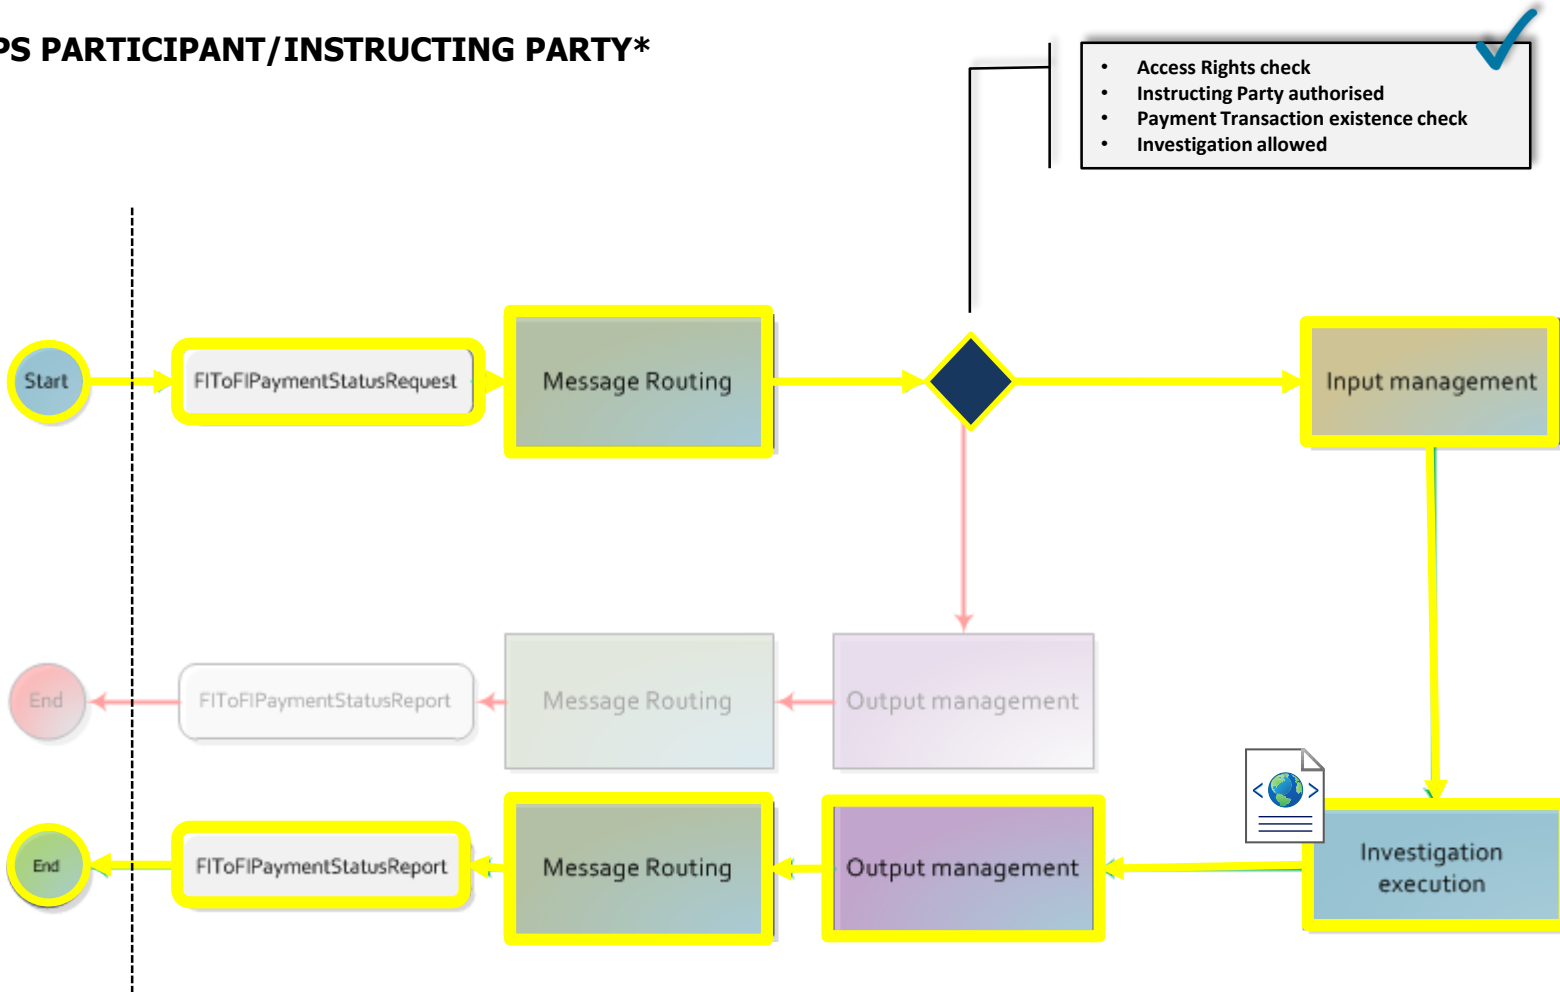 PS PARTICIPANT/INSTRUCTING PARTY*
• Access Rights check
• Instructing Party authorised
• Payment Transaction existence check
• Investigation allowed
Start
FIToFIPaymentStatusRequest
Message Routing
Input management
End
FIToFIPaymentStatusReport
Message Routing
Output management
End
FIToFIPaymentStatusReport
Message Routing
Output management
< >
Investigation
execution